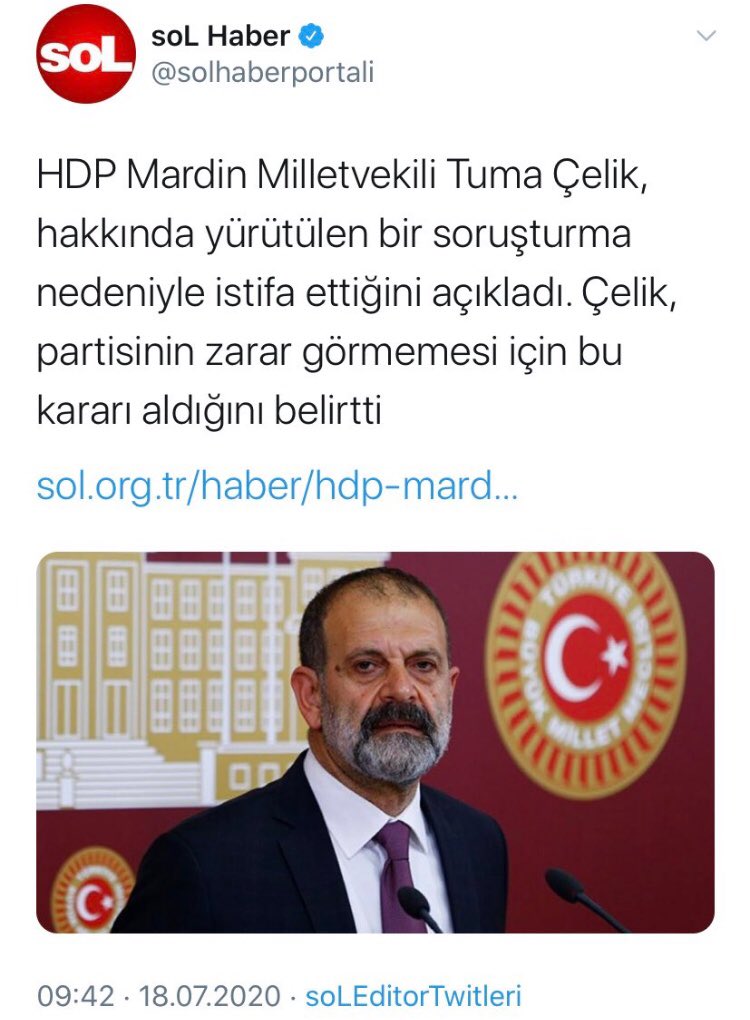 soL
soL Haber
@solhaberportali
HDP Mardin Milletvekili Tuma Çelik,
hakkında yürütülen bir soruşturma
nedeniyle istifa ettiğini açıkladı. Çelik,
partisinin zarar görmemesi için bu
kararı aldığını belirtti
sol.org.tr/haber/hdp-mard...
TÜRKİYE
BÜYÜK MİLLET MECLİSİ
09:42 · 18.07.2020 · soLEditorTwitleri